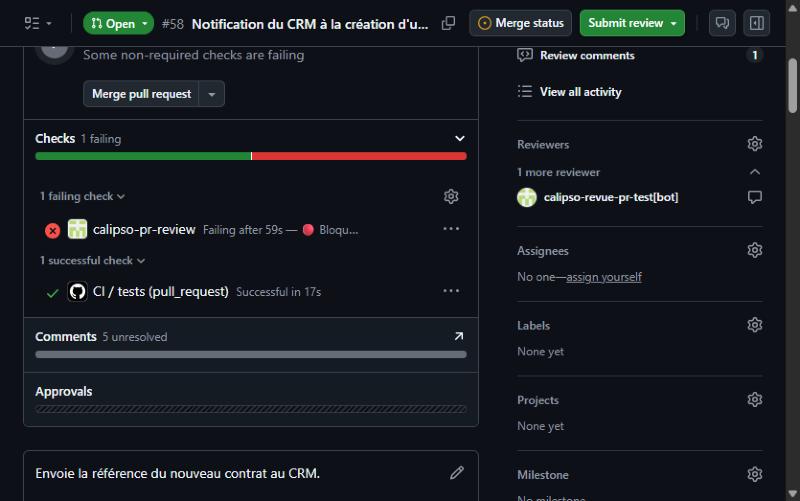 Open
#58 Notification du CRM à la création d'u...
Merge status
Submit review
Some non-required checks are failing
Merge pull request
Checks 1 failing
1 failing check
calipso-pr-review Failing after 59s — Bloqu...
1 successful check
CI / tests (pull_request) Successful in 17s
Comments 5 unresolved
Approvals
Envoie la référence du nouveau contrat au CRM.
Review comments 1
View all activity
Reviewers
1 more reviewer
calipso-revue-pr-test[bot]
Assignees
No one—assign yourself
Labels
None yet
Projects
None yet
Milestone
No milestone